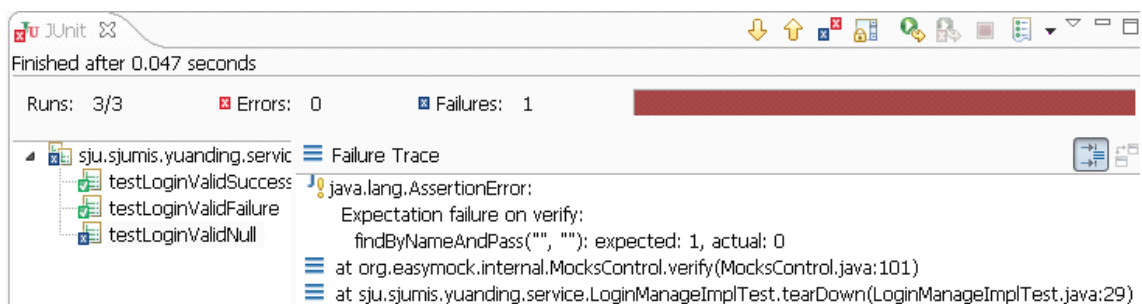 JUnit
Finished after 0.047 seconds
Runs: 3/3 Errors: 0 Failures: 1
sju.sjumis.yuanding.servic
testLoginValidSuccess
testLoginValidFailure
testLoginValidNull
Failure Trace
java.lang.AssertionError:
Expectation failure on verify:
findByNameAndPass("", ""): expected: 1, actual: 0
at org.easymock.internal.MocksControl.verify(MocksControl.java:101)
at sju.sjumis.yuanding.service.LoginManageImplTest.tearDown(LoginManageImplTest.java:29)